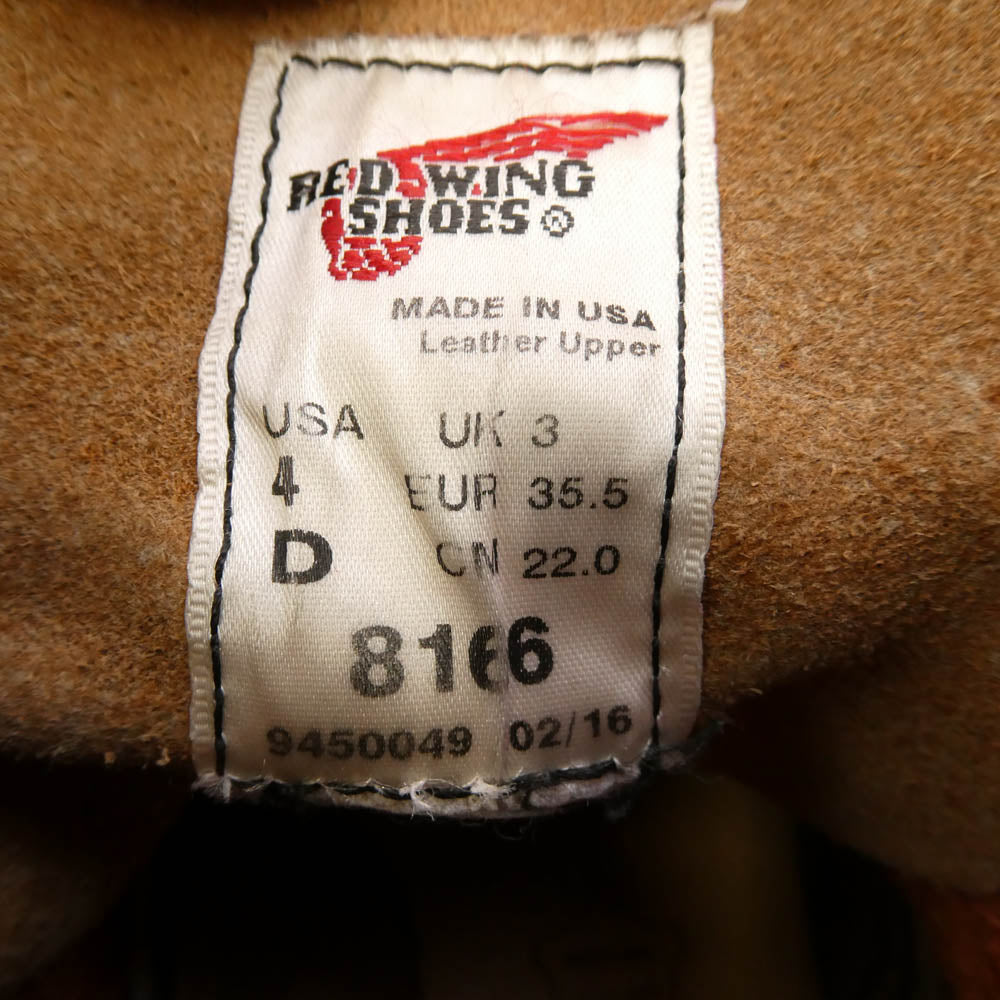 RED WING
SHOES ®
MADE IN USA
Leather Upper
USA UK 3
4 EUR 35.5
D CN 22.0
8166
9450049 02/16